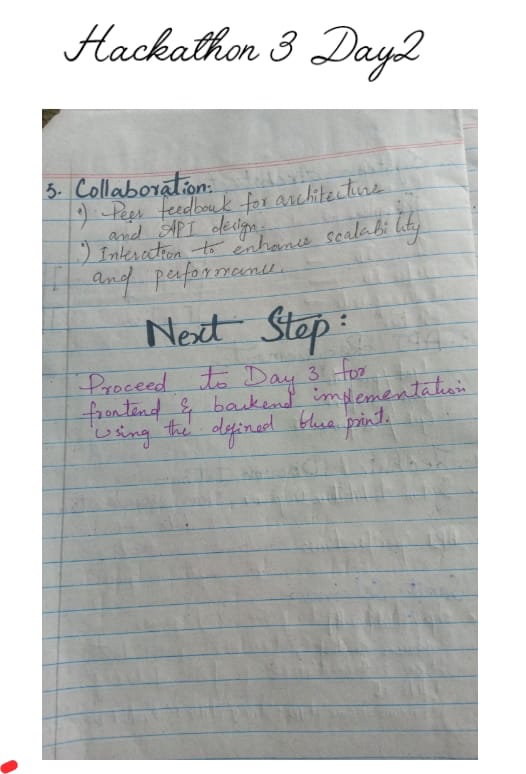 Hackathon 3 Day2
5. Collaboration:
•) Peer feedback for architecture
and API design.
•) Interaction to enhance scalability
and performance.
Next Step:
Proceed to Day 3 for
frontend & backend implementation
using the defined blue print.